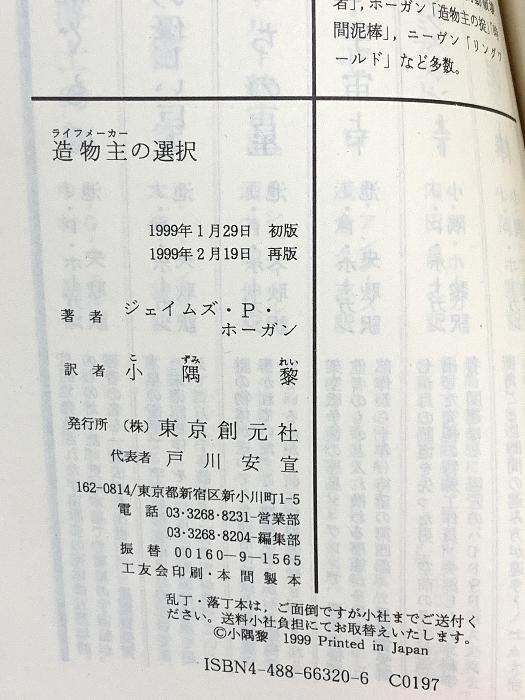 者」，ホーガン「造物主の掟」「時
間泥棒」，ニーヴン「リングワ
ールド」など多数。
ライフメーカー
造物主の選択
1999年1月29日 初版
1999年2月19日 再版
著者 ジェイムズ・P・
ホーガン
こ ずみ れい
訳者 小隅黎
発行所 (株)東京創元社
代表者 戸川安宣
162-0814/東京都新宿区新小川町1-5
電話 03·3268·8231-営業部
03·3268·8204-編集部
振替 00160-9-1565
工友会印刷・本間製本
乱丁・落丁本は，ご面倒ですが小社までご送付く
ださい。送料小社負担にてお取替えいたします。
©小隅黎 1999 Printed in Japan
ISBN4-488-66320-6 C0197